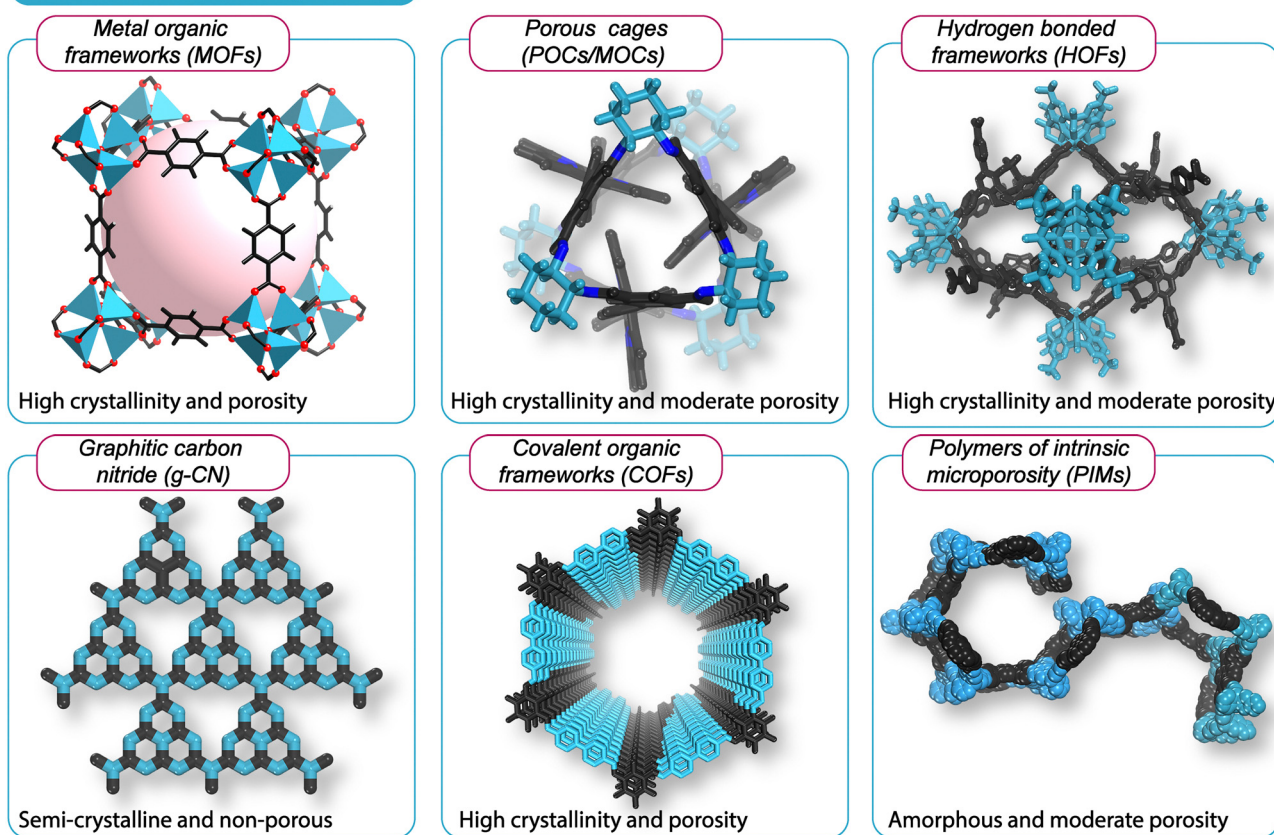 Metal organic
frameworks (MOFs)
High crystallinity and porosity
Porous cages
(POCs/MOCs)
High crystallinity and moderate porosity
Hydrogen bonded
frameworks (HOFs)
High crystallinity and moderate porosity
Graphitic carbon
nitride (g-CN)
Semi-crystalline and non-porous
Covalent organic
frameworks (COFs)
High crystallinity and porosity
Polymers of intrinsic
microporosity (PIMs)
Amorphous and moderate porosity